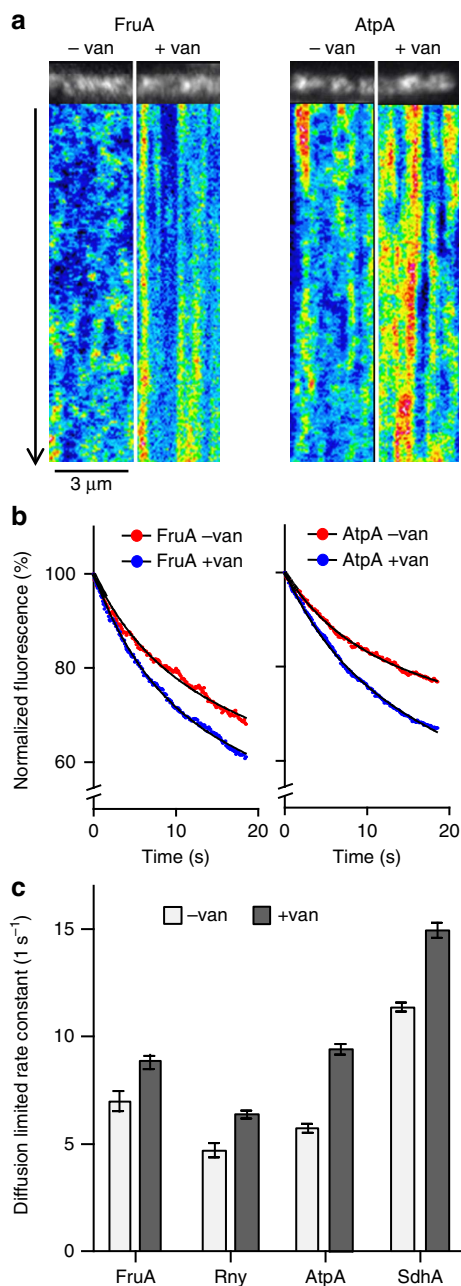 a
FruA
AtpA
– van + van
– van + van
3 μm
b
FruA –van
FruA +van
AtpA –van
AtpA +van
Normalized fluorescence (%)
100
80
60
0 10 20
0 10 20
Time (s)
Time (s)
c
–van +van
Diffusion limited rate constant (1 s⁻¹)
15
10
5
0
FruA Rny AtpA SdhA